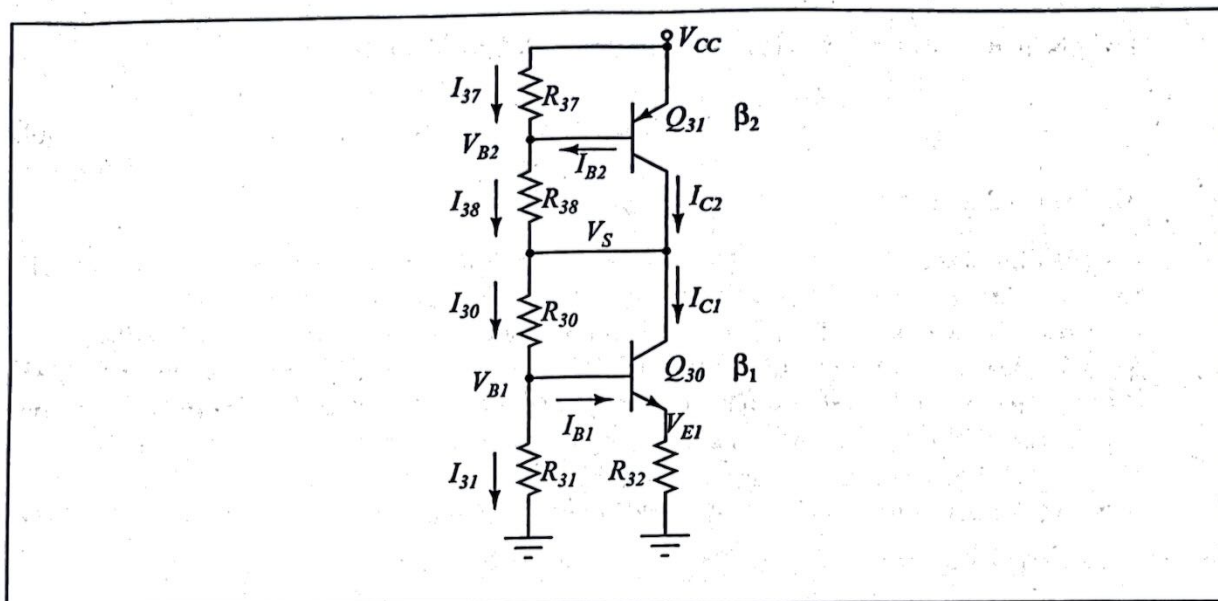 V_CC
I_37 R_37
Q_31 β_2
V_B2
I_B2
I_38 R_38 I_C2
V_S
I_30 R_30 I_C1
Q_30 β_1
V_B1
I_B1 V_E1
I_31 R_31 R_32